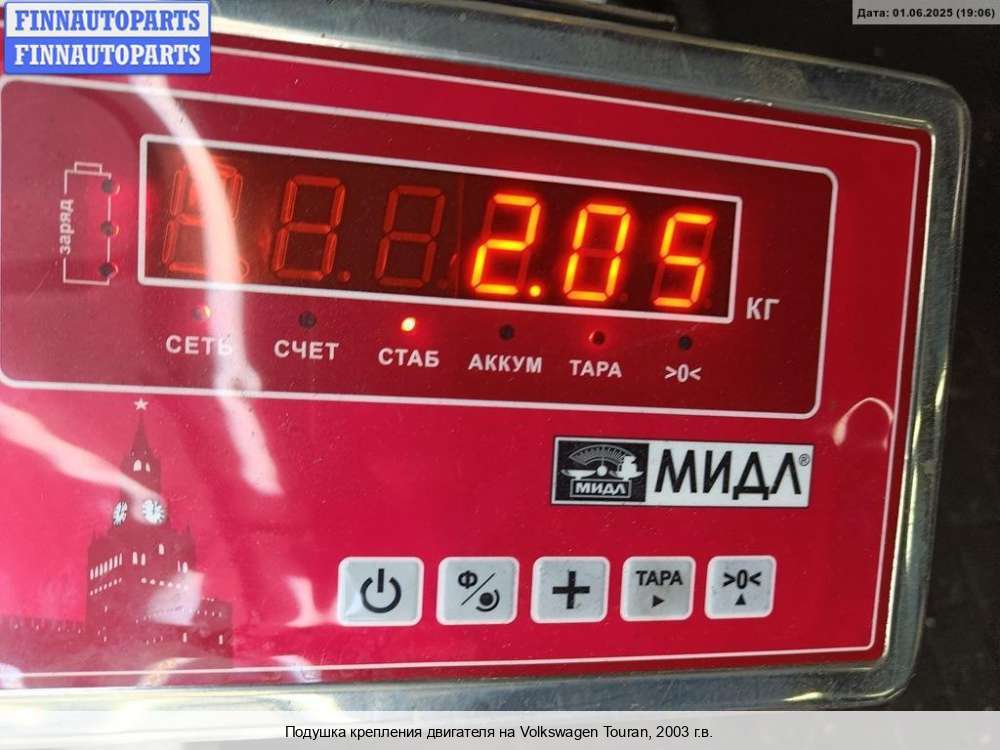 FINNAUTOPARTS
FINNAUTOPARTS
Дата: 01.06.2025 (19:06)
заряд
2.05
КГ
СЕТЬ СЧЕТ СТАБ АККУМ ТАРА >0<
МИДЛ МИДЛ®
Ф ТАРА >0<
Подушка крепления двигателя на Volkswagen Touran, 2003 г.в.